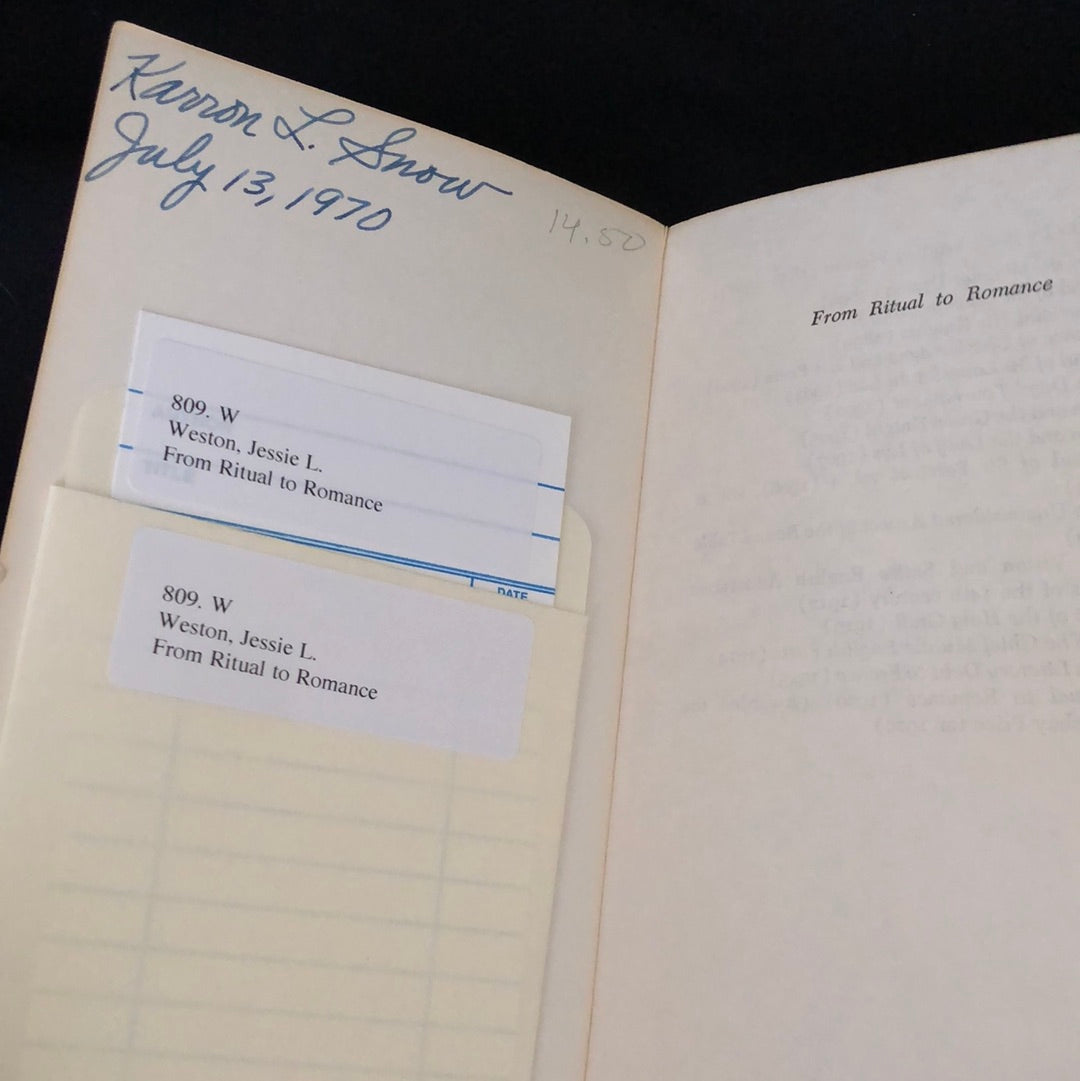 Karron L. Snow
July 13, 1970
14.50
809. W
Weston, Jessie L.
From Ritual to Romance
DATE
809. W
Weston, Jessie L.
From Ritual to Romance
From Ritual to Romance